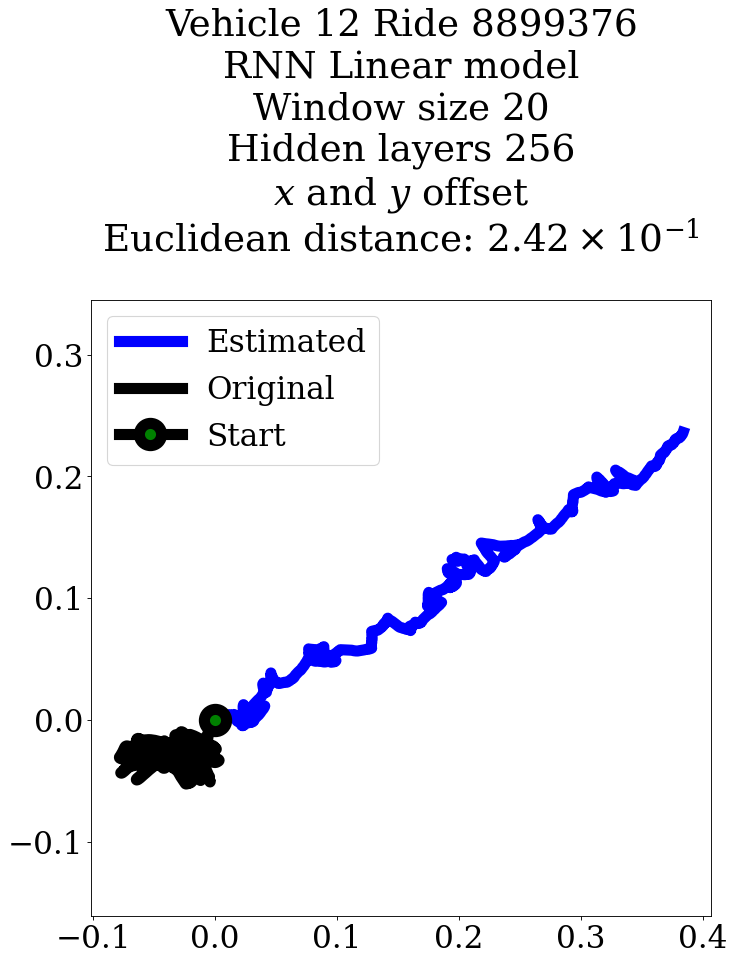 Vehicle 12 Ride 8899376
RNN Linear model
Window size 20
Hidden layers 256
x and y offset
Euclidean distance: 2.42 × 10⁻¹
Estimated
Original
Start
0.3
0.2
0.1
0.0
−0.1
−0.1 0.0 0.1 0.2 0.3 0.4